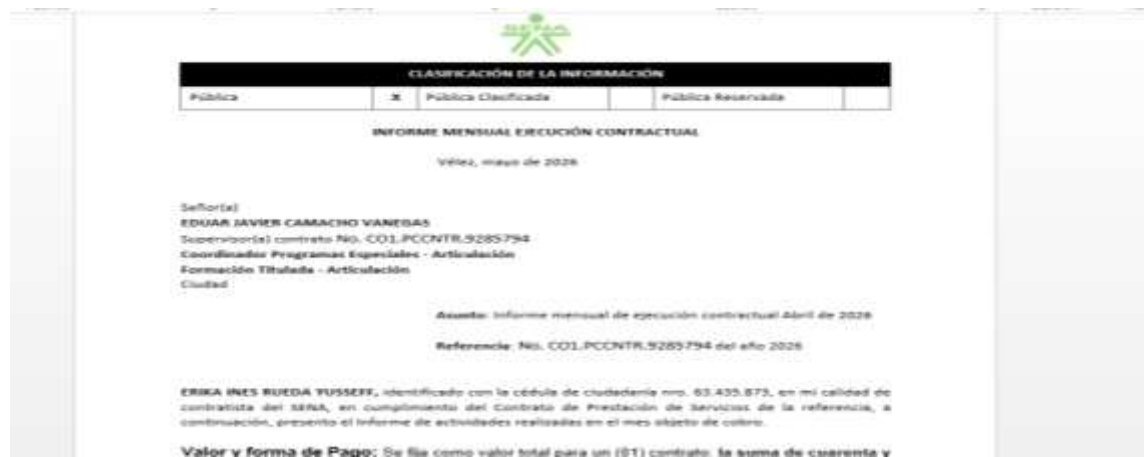 SENA
CLASIFICACIÓN DE LA INFORMACIÓN
Pública X Pública Clasificada Pública Reservada
INFORME MENSUAL EJECUCIÓN CONTRACTUAL
Vélez, mayo de 2026
Señor(a)
EDUAR JAVIER CAMACHO VANEGAS
Supervisor(a) contrato No. CO1.PCCNTR.9285794
Coordinador Programas Especiales - Articulación
Formación Titulada - Articulación
Ciudad
Asunto: Informe mensual de ejecución contractual Abril de 2026
Referencia: No. CO1.PCCNTR.9285794 del año 2026
ERIKA INES RUEDA YUSSEFF, identificado con la cédula de ciudadanía nro. 63.435.873, en mi calidad de
contratista del SENA, en cumplimiento del Contrato de Prestación de Servicios de la referencia, a
continuación, presento el informe de actividades realizadas en el mes objeto de cobro.
Valor y forma de Pago: Se fija como valor total para un (01) contrato, la suma de cuarenta y